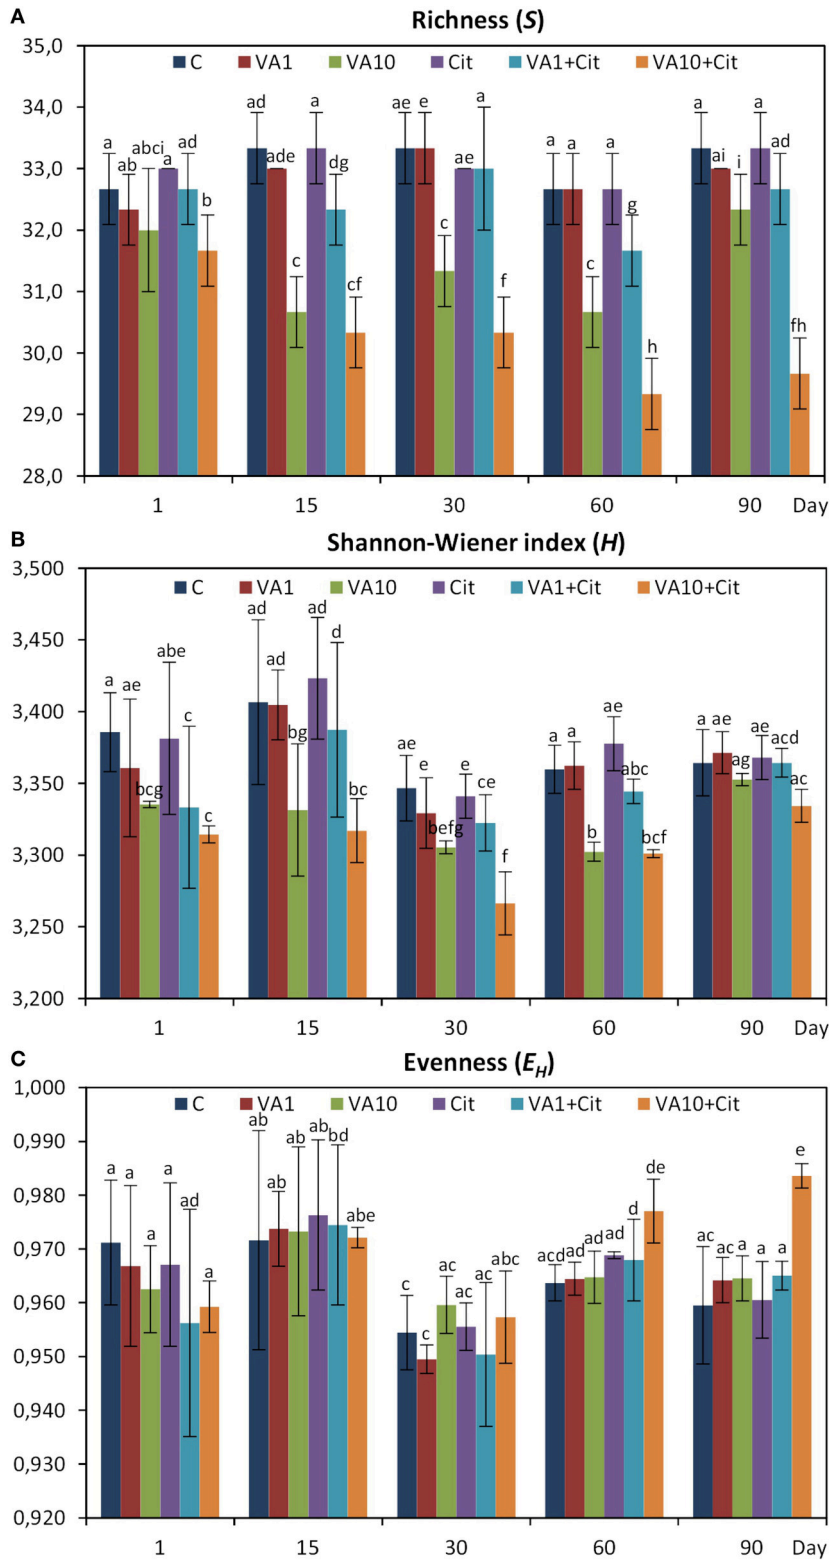 A
Richness (S)
35,0
C VA1 VA10 Cit VA1+Cit VA10+Cit
34,0
33,0
32,0
31,0
30,0
29,0
28,0
a ab abci a ad b
ad ade c a dg cf
ae e c ae a f
a a c a g h
a ai i a ad fh
1 15 30 60 90 Day
B
Shannon-Wiener index (H)
3,500
C VA1 VA10 Cit VA1+Cit VA10+Cit
3,450
3,400
3,350
3,300
3,250
3,200
a ae bcg abe c c
ad ad bg ad d bc
ae e befg e ce f
a a b ae abc bcf
a ae ag ae acd ac
1 15 30 60 90 Day
C
Evenness (EH)
1,000
C VA1 VA10 Cit VA1+Cit VA10+Cit
0,990
0,980
0,970
0,960
0,950
0,940
0,930
0,920
a a a a ad a
ab ab ab ab bd abe
c c ac ac ac abc
acd ad ad ad d de
ac ac a a a e
1 15 30 60 90 Day